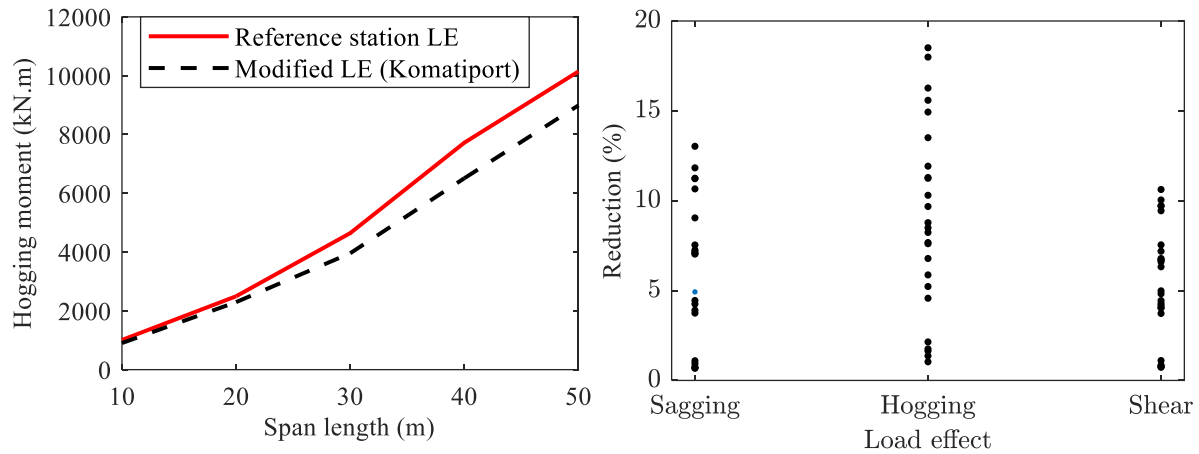 12000
10000
8000
6000
4000
2000
0
Hogging moment (kN.m)
Reference station LE
Modified LE (Komatiport)
10 20 30 40 50
Span length (m)
20
15
10
5
0
Reduction (%)
Sagging Hogging Shear
Load effect